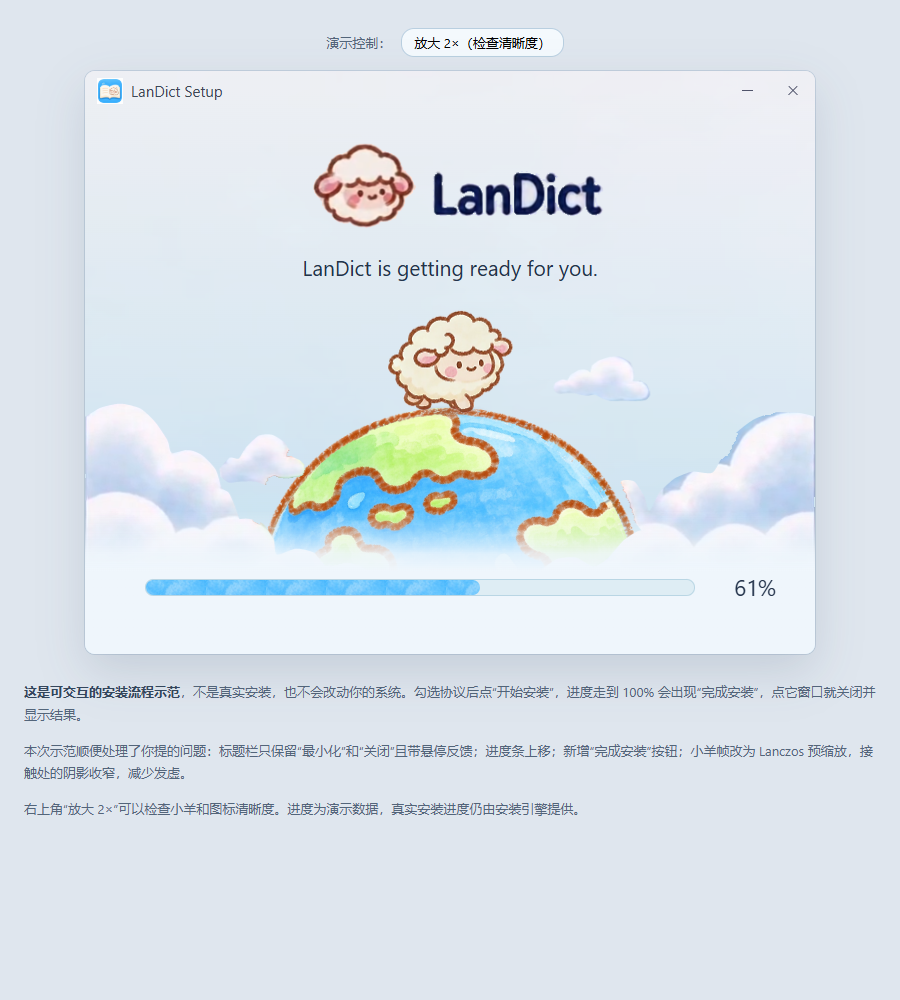 演示控制：
放大 2×（检查清晰度）
LanDict Setup
LanDict
LanDict is getting ready for you.
61%
这是可交互的安装流程示范，不是真实安装，也不会改动你的系统。勾选协议后点“开始安装”，进度走到 100% 会出现“完成安装”，点它窗口就关闭并
显示结果。
本次示范顺便处理了你提的问题：标题栏只保留“最小化”和“关闭”且带悬停反馈；进度条上移；新增“完成安装”按钮；小羊帧改为 Lanczos 预缩放，接
触处的阴影收窄，减少发虚。
右上角“放大 2×”可以检查小羊和图标清晰度。进度为演示数据，真实安装进度仍由安装引擎提供。